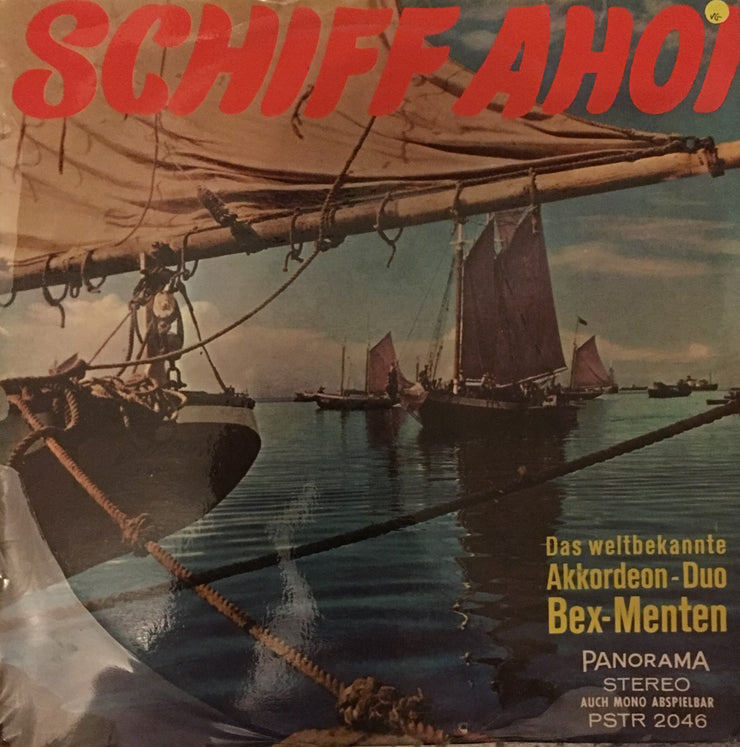 SCHIFF AHOI
Das weltbekannte
Akkordeon-Duo
Bex-Menten
PANORAMA
STEREO
AUCH MONO ABSPIELBAR
PSTR 2046